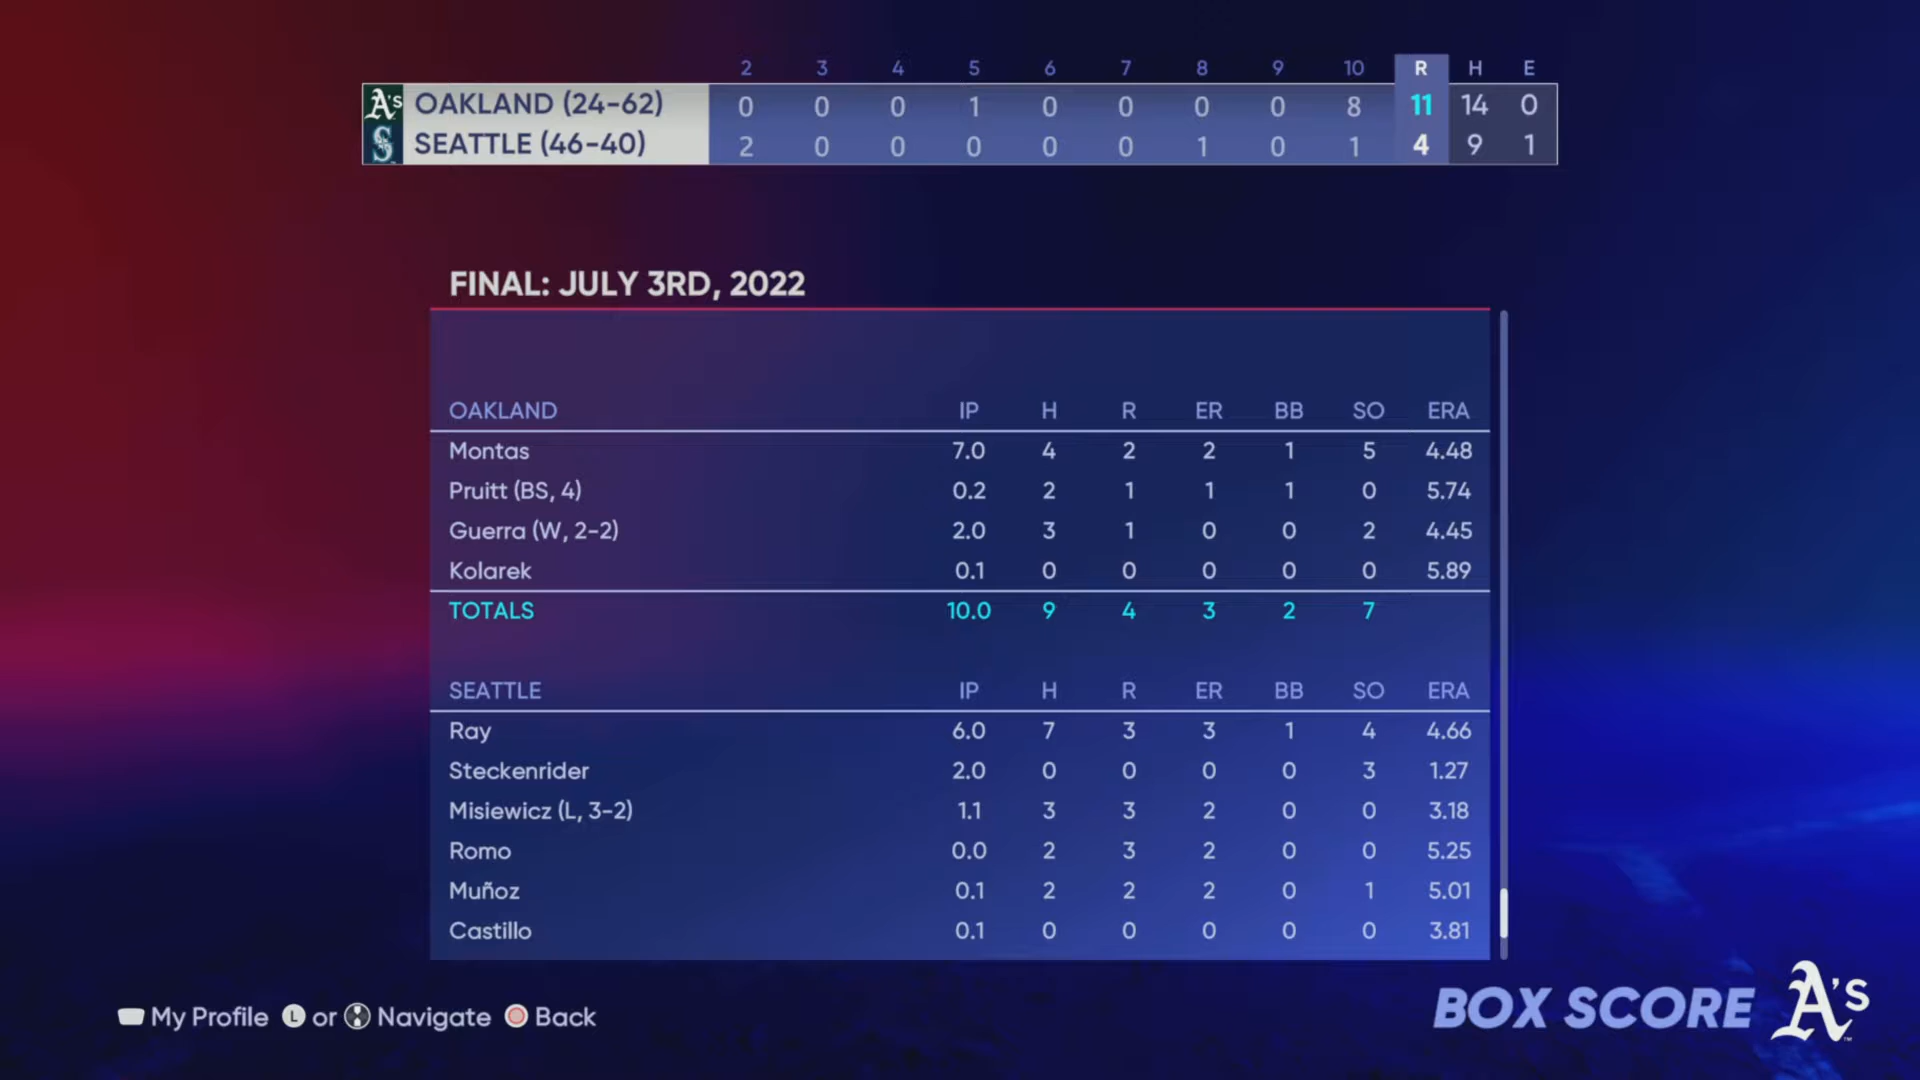 2 3 4 5 6 7 8 9 10 R H E
A's OAKLAND (24-62) 0 0 0 1 0 0 0 0 8 11 14 0
S SEATTLE (46-40) 2 0 0 0 0 0 1 0 1 4 9 1
FINAL: JULY 3RD, 2022
OAKLAND IP H R ER BB SO ERA
Montas 7.0 4 2 2 1 5 4.48
Pruitt (BS, 4) 0.2 2 1 1 1 0 5.74
Guerra (W, 2-2) 2.0 3 1 0 0 2 4.45
Kolarek 0.1 0 0 0 0 0 5.89
TOTALS 10.0 9 4 3 2 7
SEATTLE IP H R ER BB SO ERA
Ray 6.0 7 3 3 1 4 4.66
Steckenrider 2.0 0 0 0 0 3 1.27
Misiewicz (L, 3-2) 1.1 3 3 2 0 0 3.18
Romo 0.0 2 3 2 0 0 5.25
Muñoz 0.1 2 2 2 0 1 5.01
Castillo 0.1 0 0 0 0 0 3.81
My Profile L or Navigate Back
BOX SCORE A's